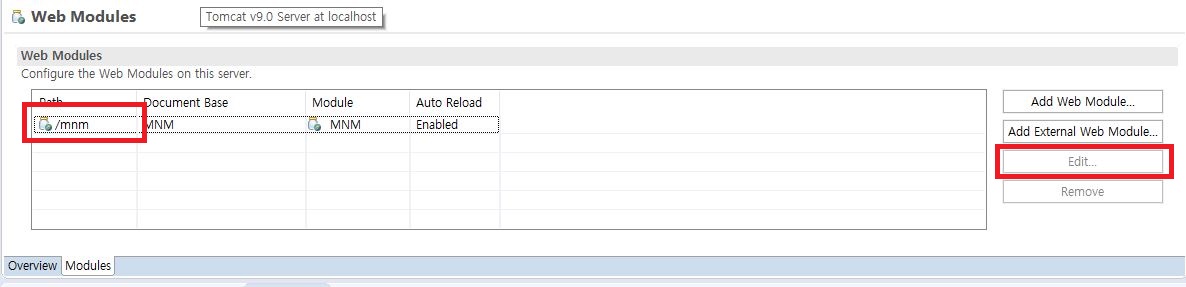 Web Modules
Tomcat v9.0 Server at localhost
Web Modules
Configure the Web Modules on this server.
Path Document Base Module Auto Reload
/mnm MNM MNM Enabled
Add Web Module...
Add External Web Module...
Edit...
Remove
Overview Modules